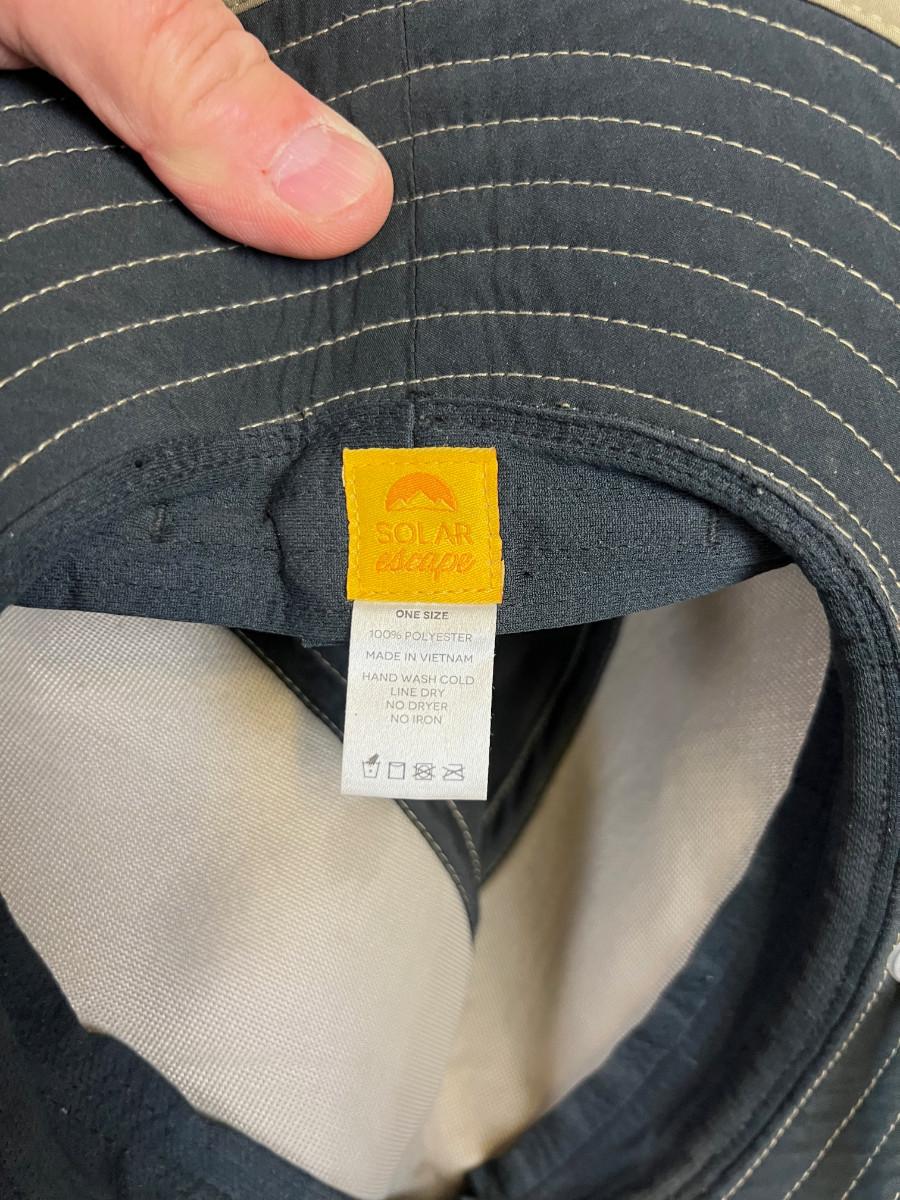 SOLAR
escape
ONE SIZE
100% POLYESTER
MADE IN VIETNAM
HAND WASH COLD
LINE DRY
NO DRYER
NO IRON